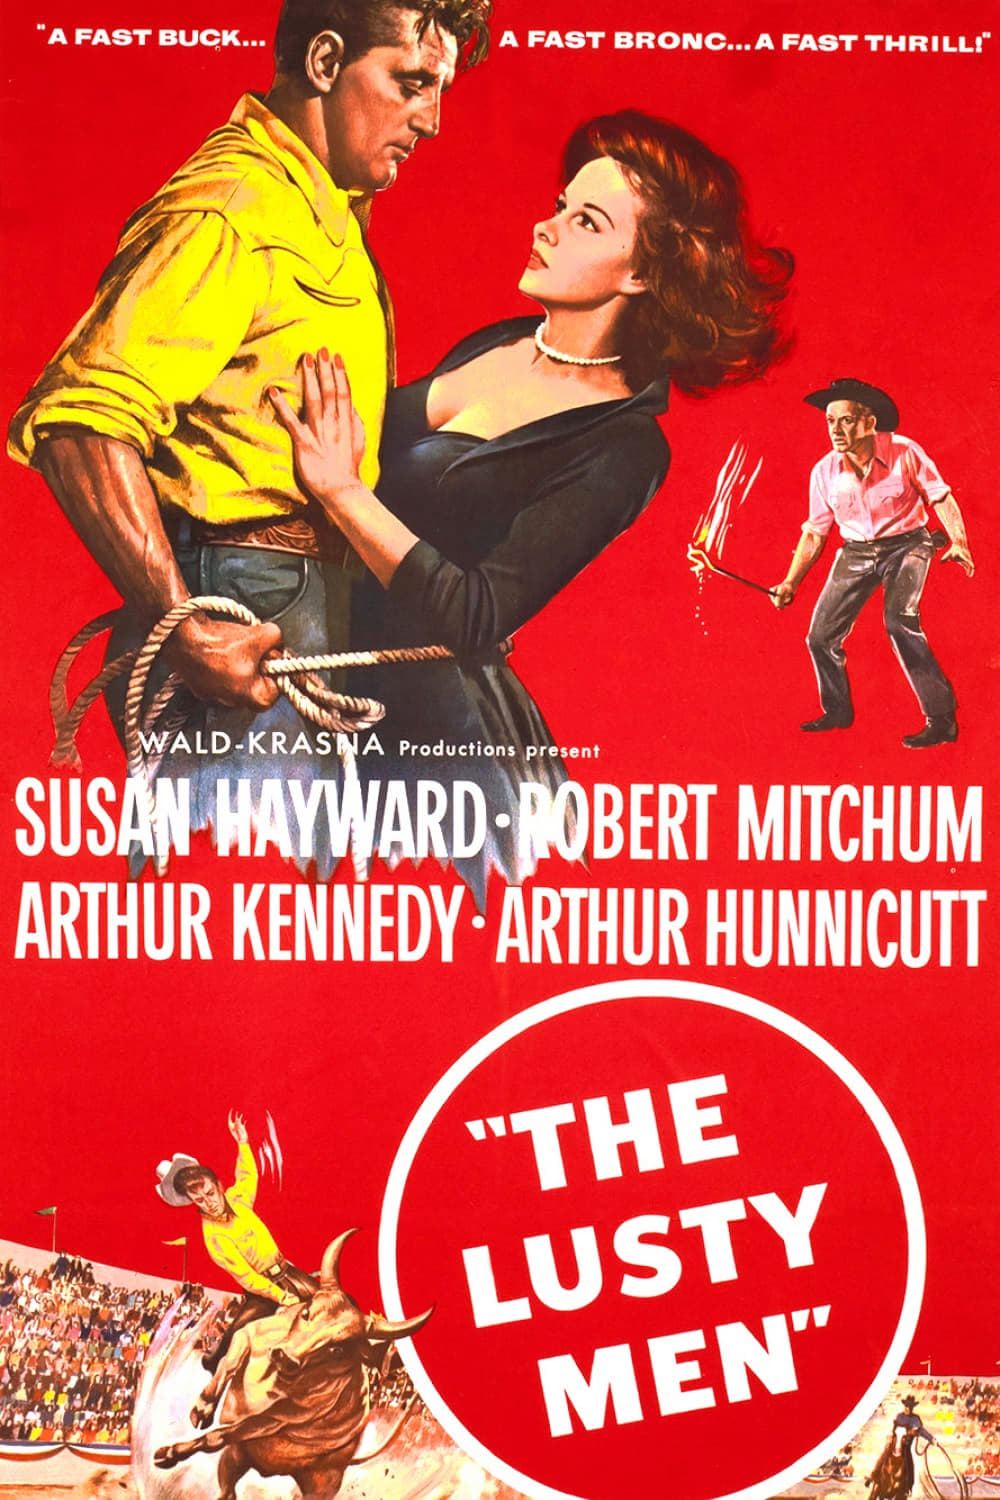 "A FAST BUCK... A FAST BRONC...A FAST THRILL!"
WALD-KRASNA Productions present
SUSAN HAYWARD • ROBERT MITCHUM
ARTHUR KENNEDY • ARTHUR HUNNICUTT
"THE
LUSTY
MEN"